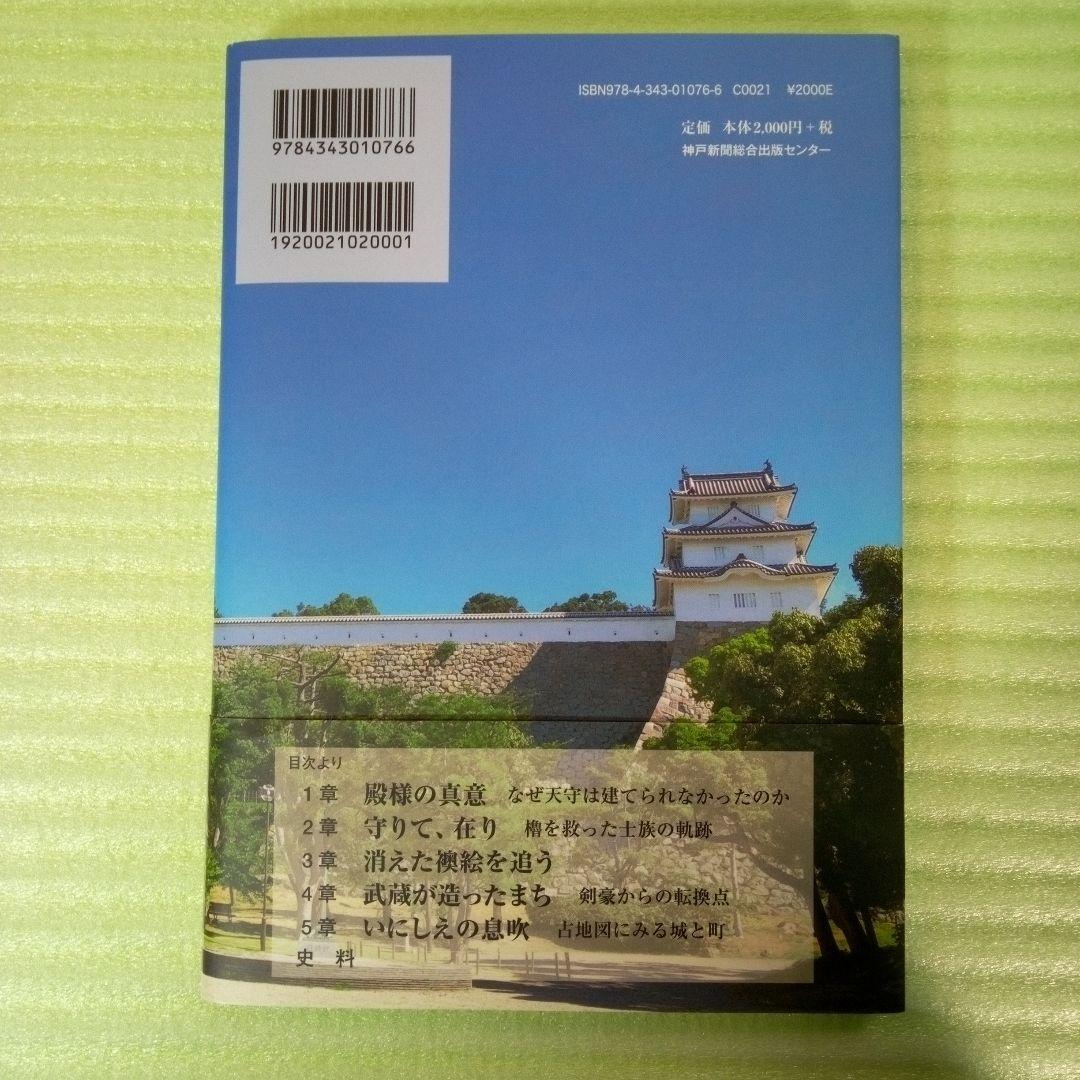 9784343010766
1920021020001
ISBN978-4-343-01076-6 C0021 ¥2000E
定価 本体2,000円+税
神戸新聞総合出版センター
目次より
1章 殿様の真意 なぜ天守は建てられなかったのか
2章 守りて、在り 櫓を救った士族の軌跡
3章 消えた襖絵を追う
4章 武蔵が造ったまち 剣豪からの転換点
5章 いにしえの息吹 古地図にみる城と町
史料